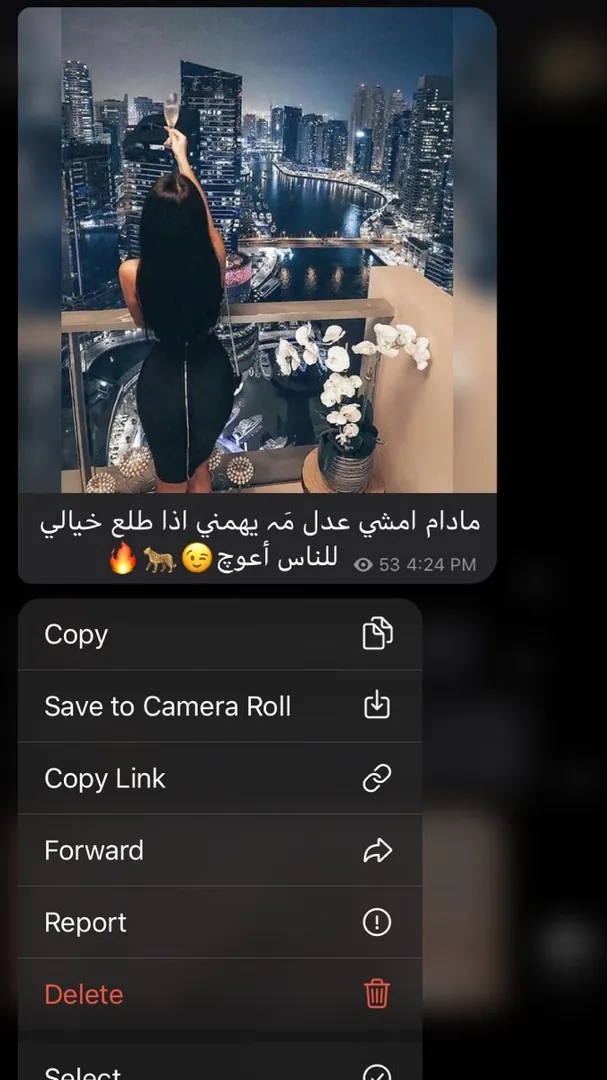 مادام امشي عدل مَہ يهمني اذا طلع خيالي
للناس أعوچ😉🐆🔥
53 4:24 PM
Copy
Save to Camera Roll
Copy Link
Forward
Report
Delete
Select